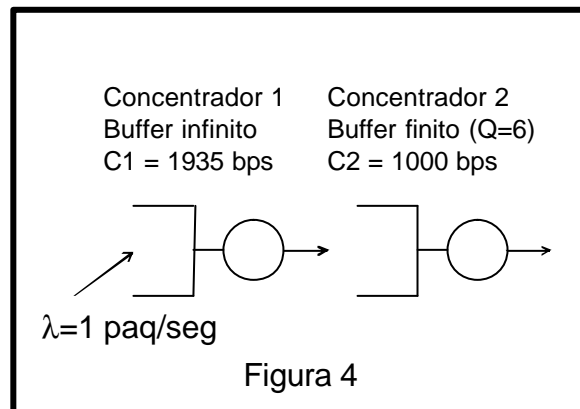 Concentrador 1
Buffer infinito
C1 = 1935 bps
Concentrador 2
Buffer finito (Q=6)
C2 = 1000 bps
λ=1 paq/seg
Figura 4